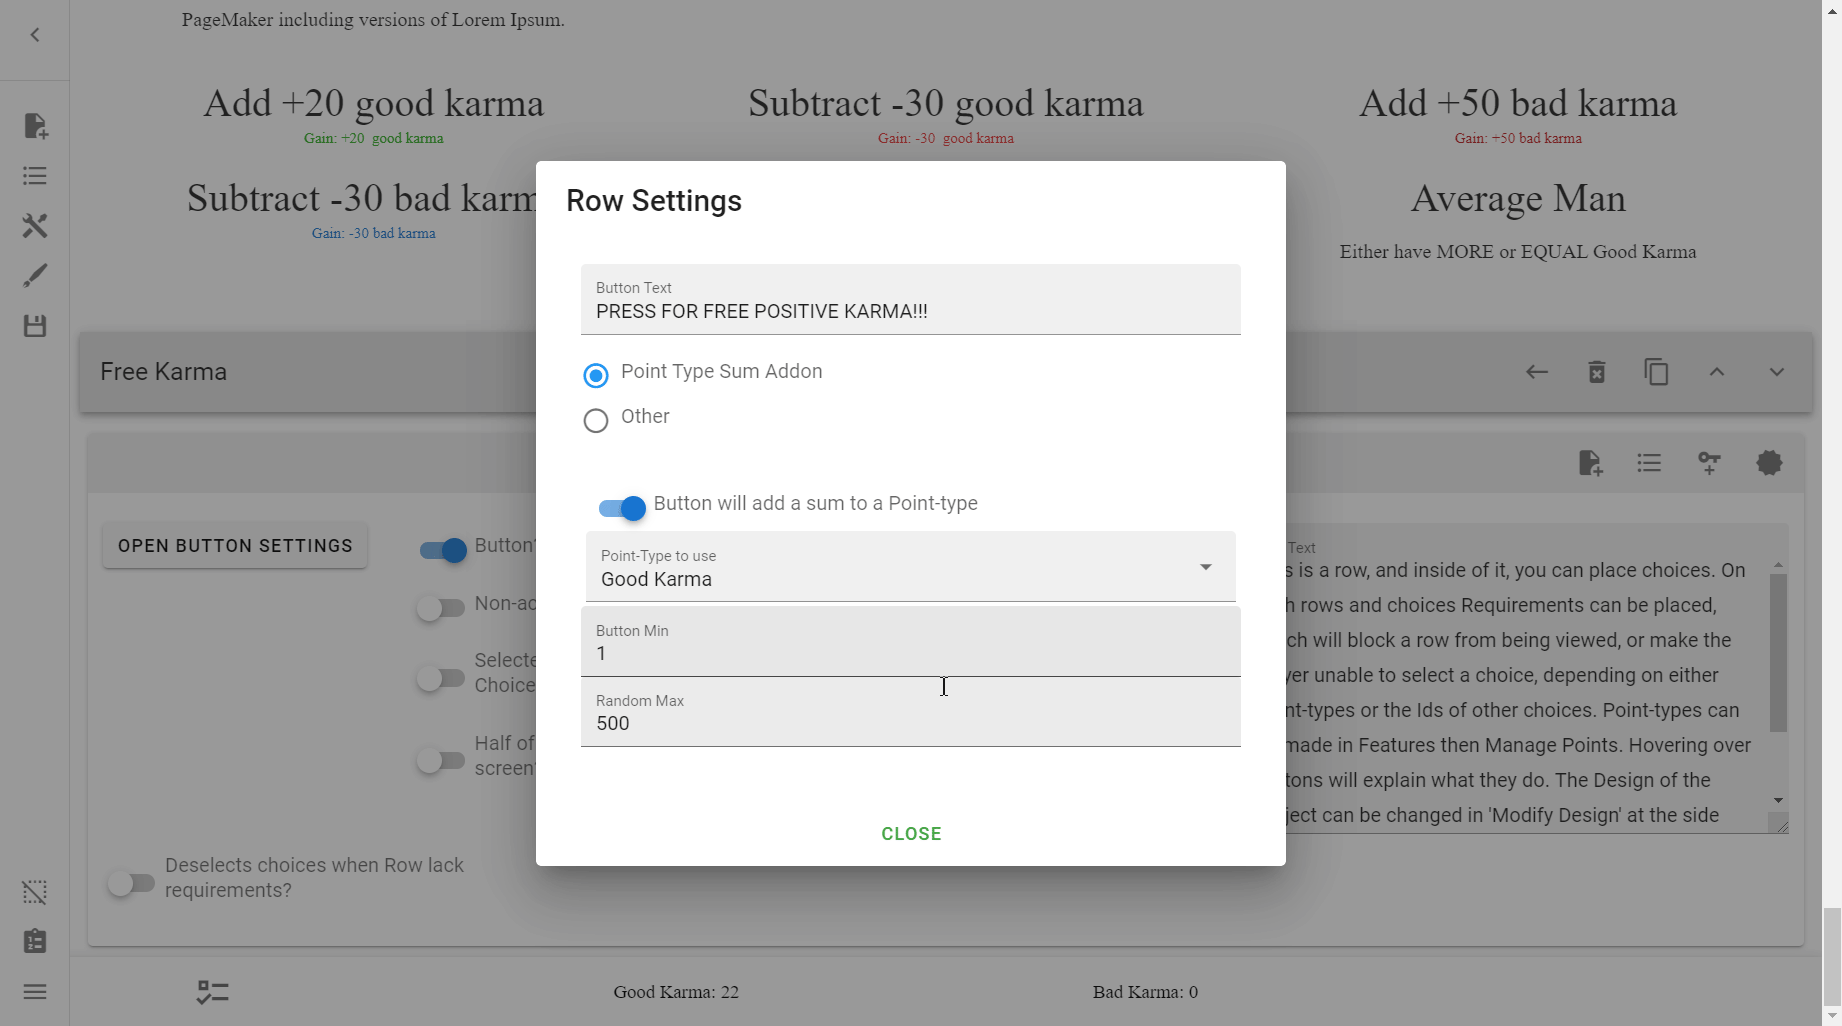 PageMaker including versions of Lorem Ipsum.
Add +20 good karma
Gain: +20 good karma
Subtract -30 good karma
Gain: -30 good karma
Add +50 bad karma
Gain: +50 bad karma
Subtract -30 bad karm
Gain: -30 bad karma
Average Man
Either have MORE or EQUAL Good Karma
Free Karma
Row Settings
Button Text
PRESS FOR FREE POSITIVE KARMA!!!
Point Type Sum Addon
Other
Button will add a sum to a Point-type
Point-Type to use
Good Karma
Button Min
1
Random Max
500
CLOSE
OPEN BUTTON SETTINGS
Button?
Non-ac
Selecte
Choice
Half of
screen?
Deselects choices when Row lack
requirements?
Text
s is a row, and inside of it, you can place choices. On
h rows and choices Requirements can be placed,
ch will block a row from being viewed, or make the
yer unable to select a choice, depending on either
nt-types or the Ids of other choices. Point-types can
made in Features then Manage Points. Hovering over
tons will explain what they do. The Design of the
ject can be changed in 'Modify Design' at the side
Good Karma: 22
Bad Karma: 0